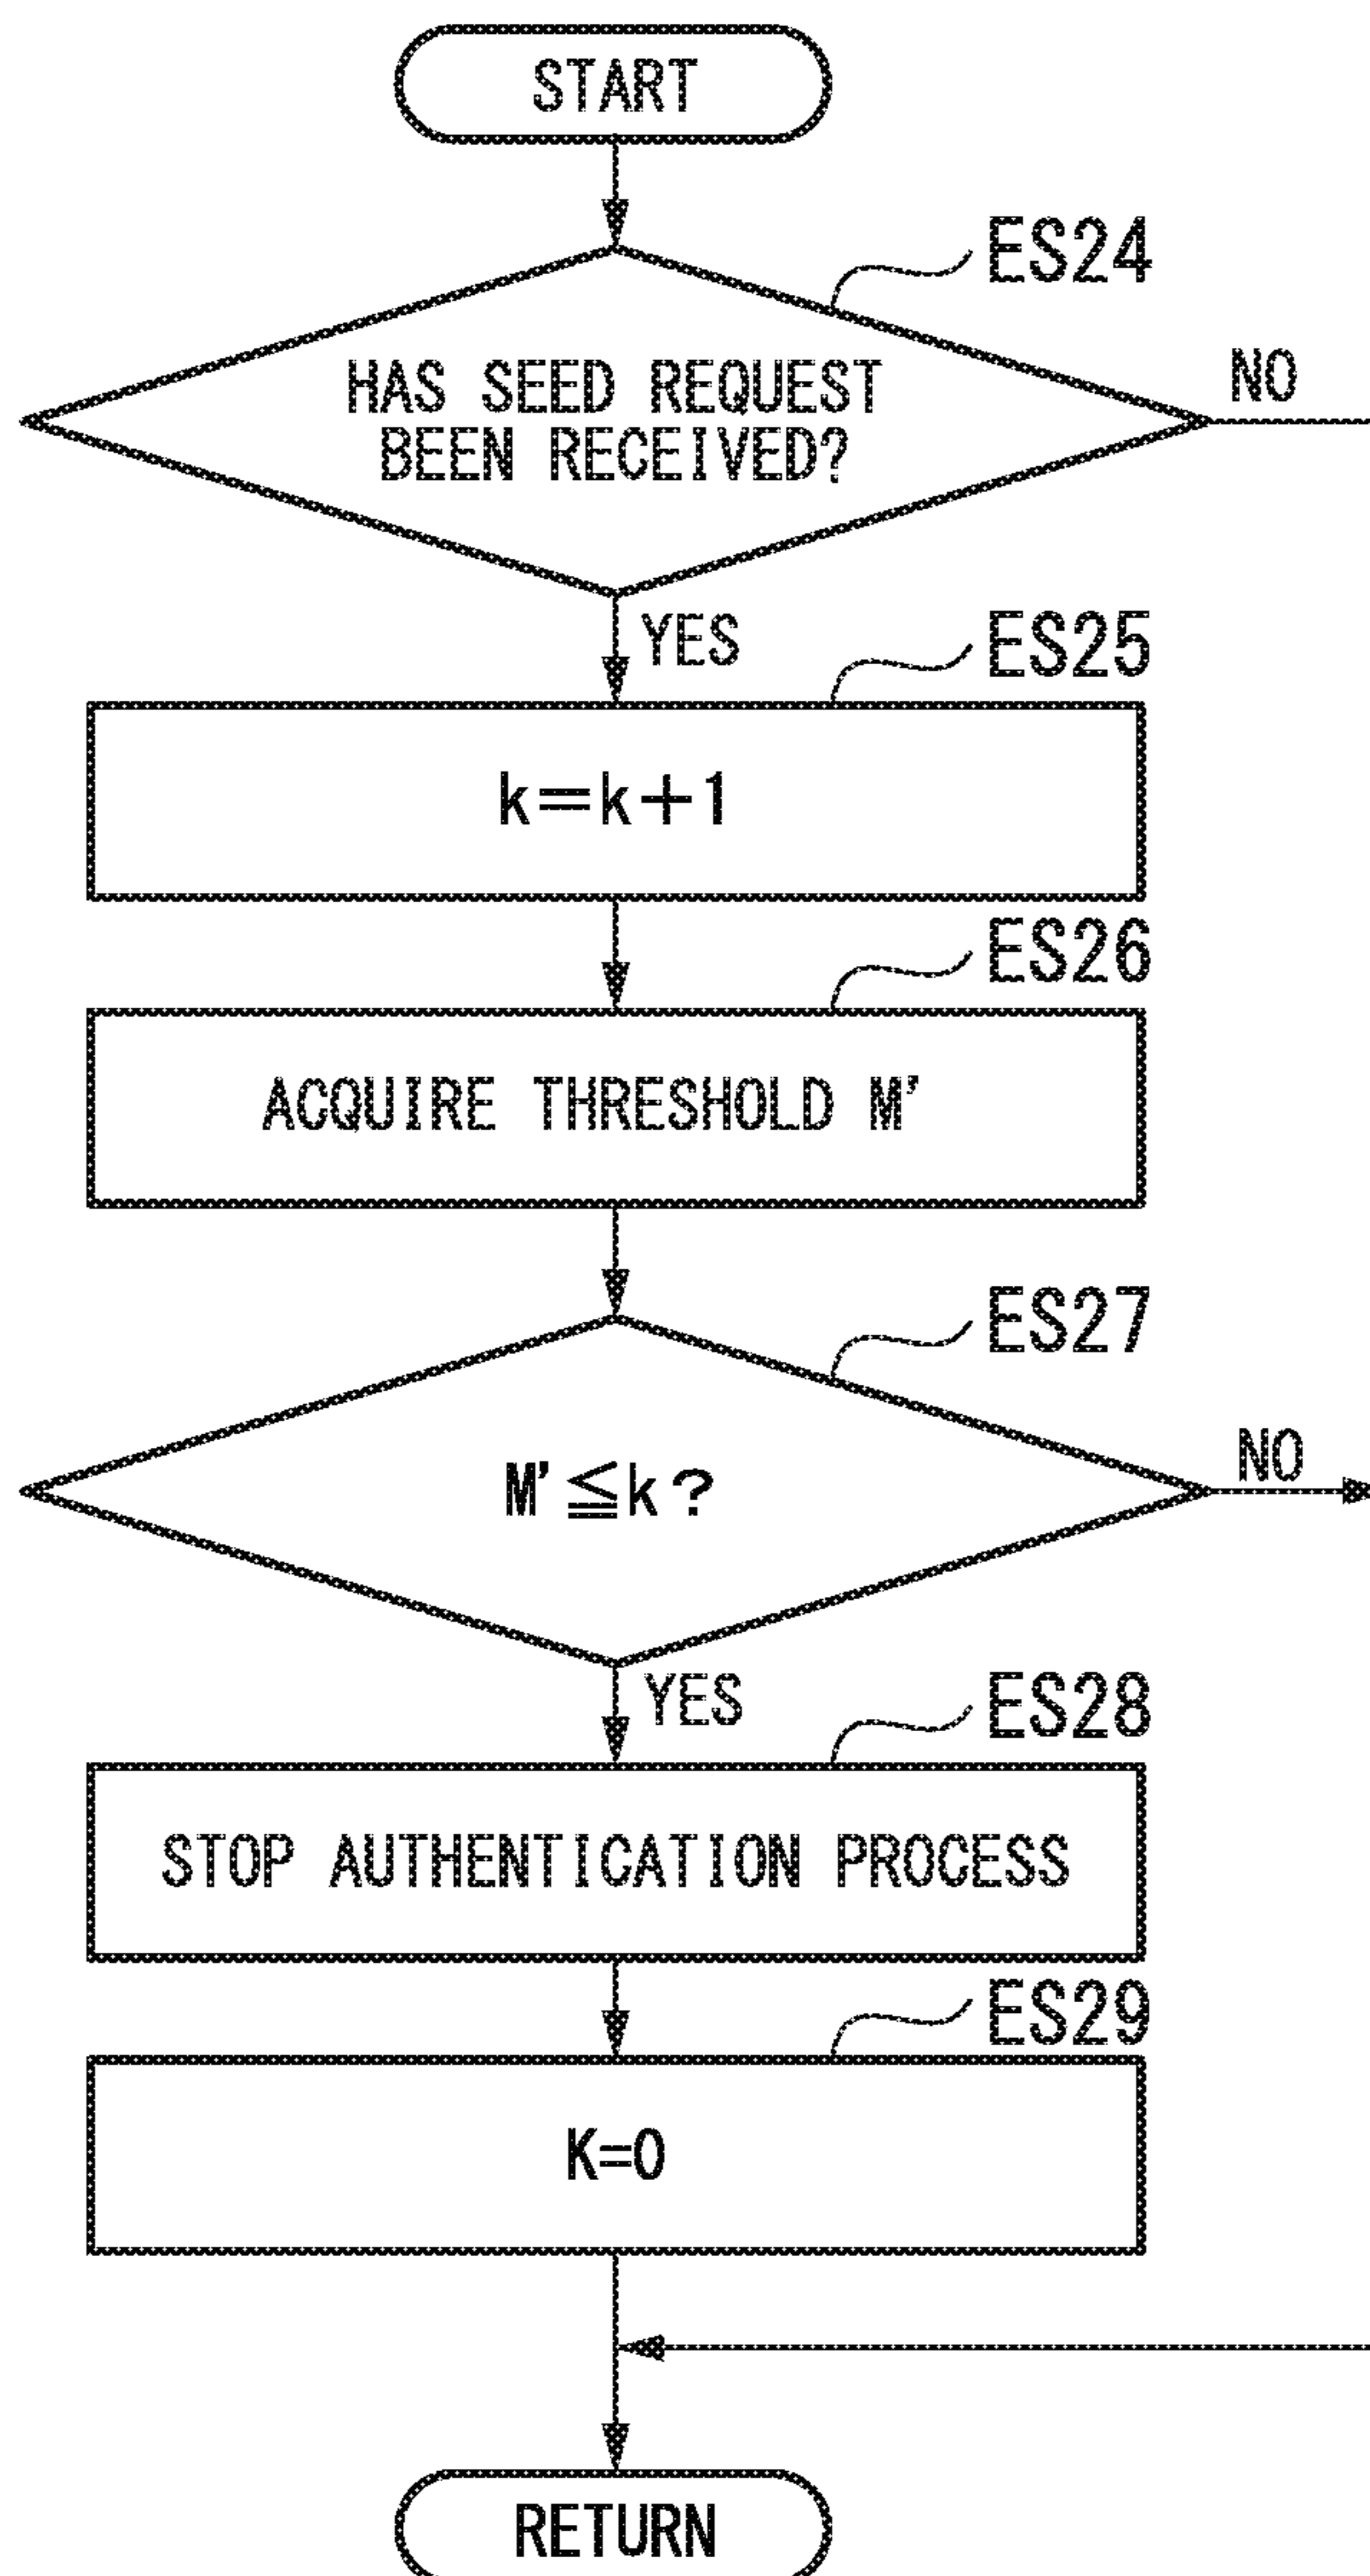 START
ES24
HAS SEED REQUEST
BEEN RECEIVED?
NO
YES
ES25
k=k+1
ES26
ACQUIRE THRESHOLD M'
ES27
M'≦k?
NO
YES
ES28
STOP AUTHENTICATION PROCESS
ES29
K=0
RETURN